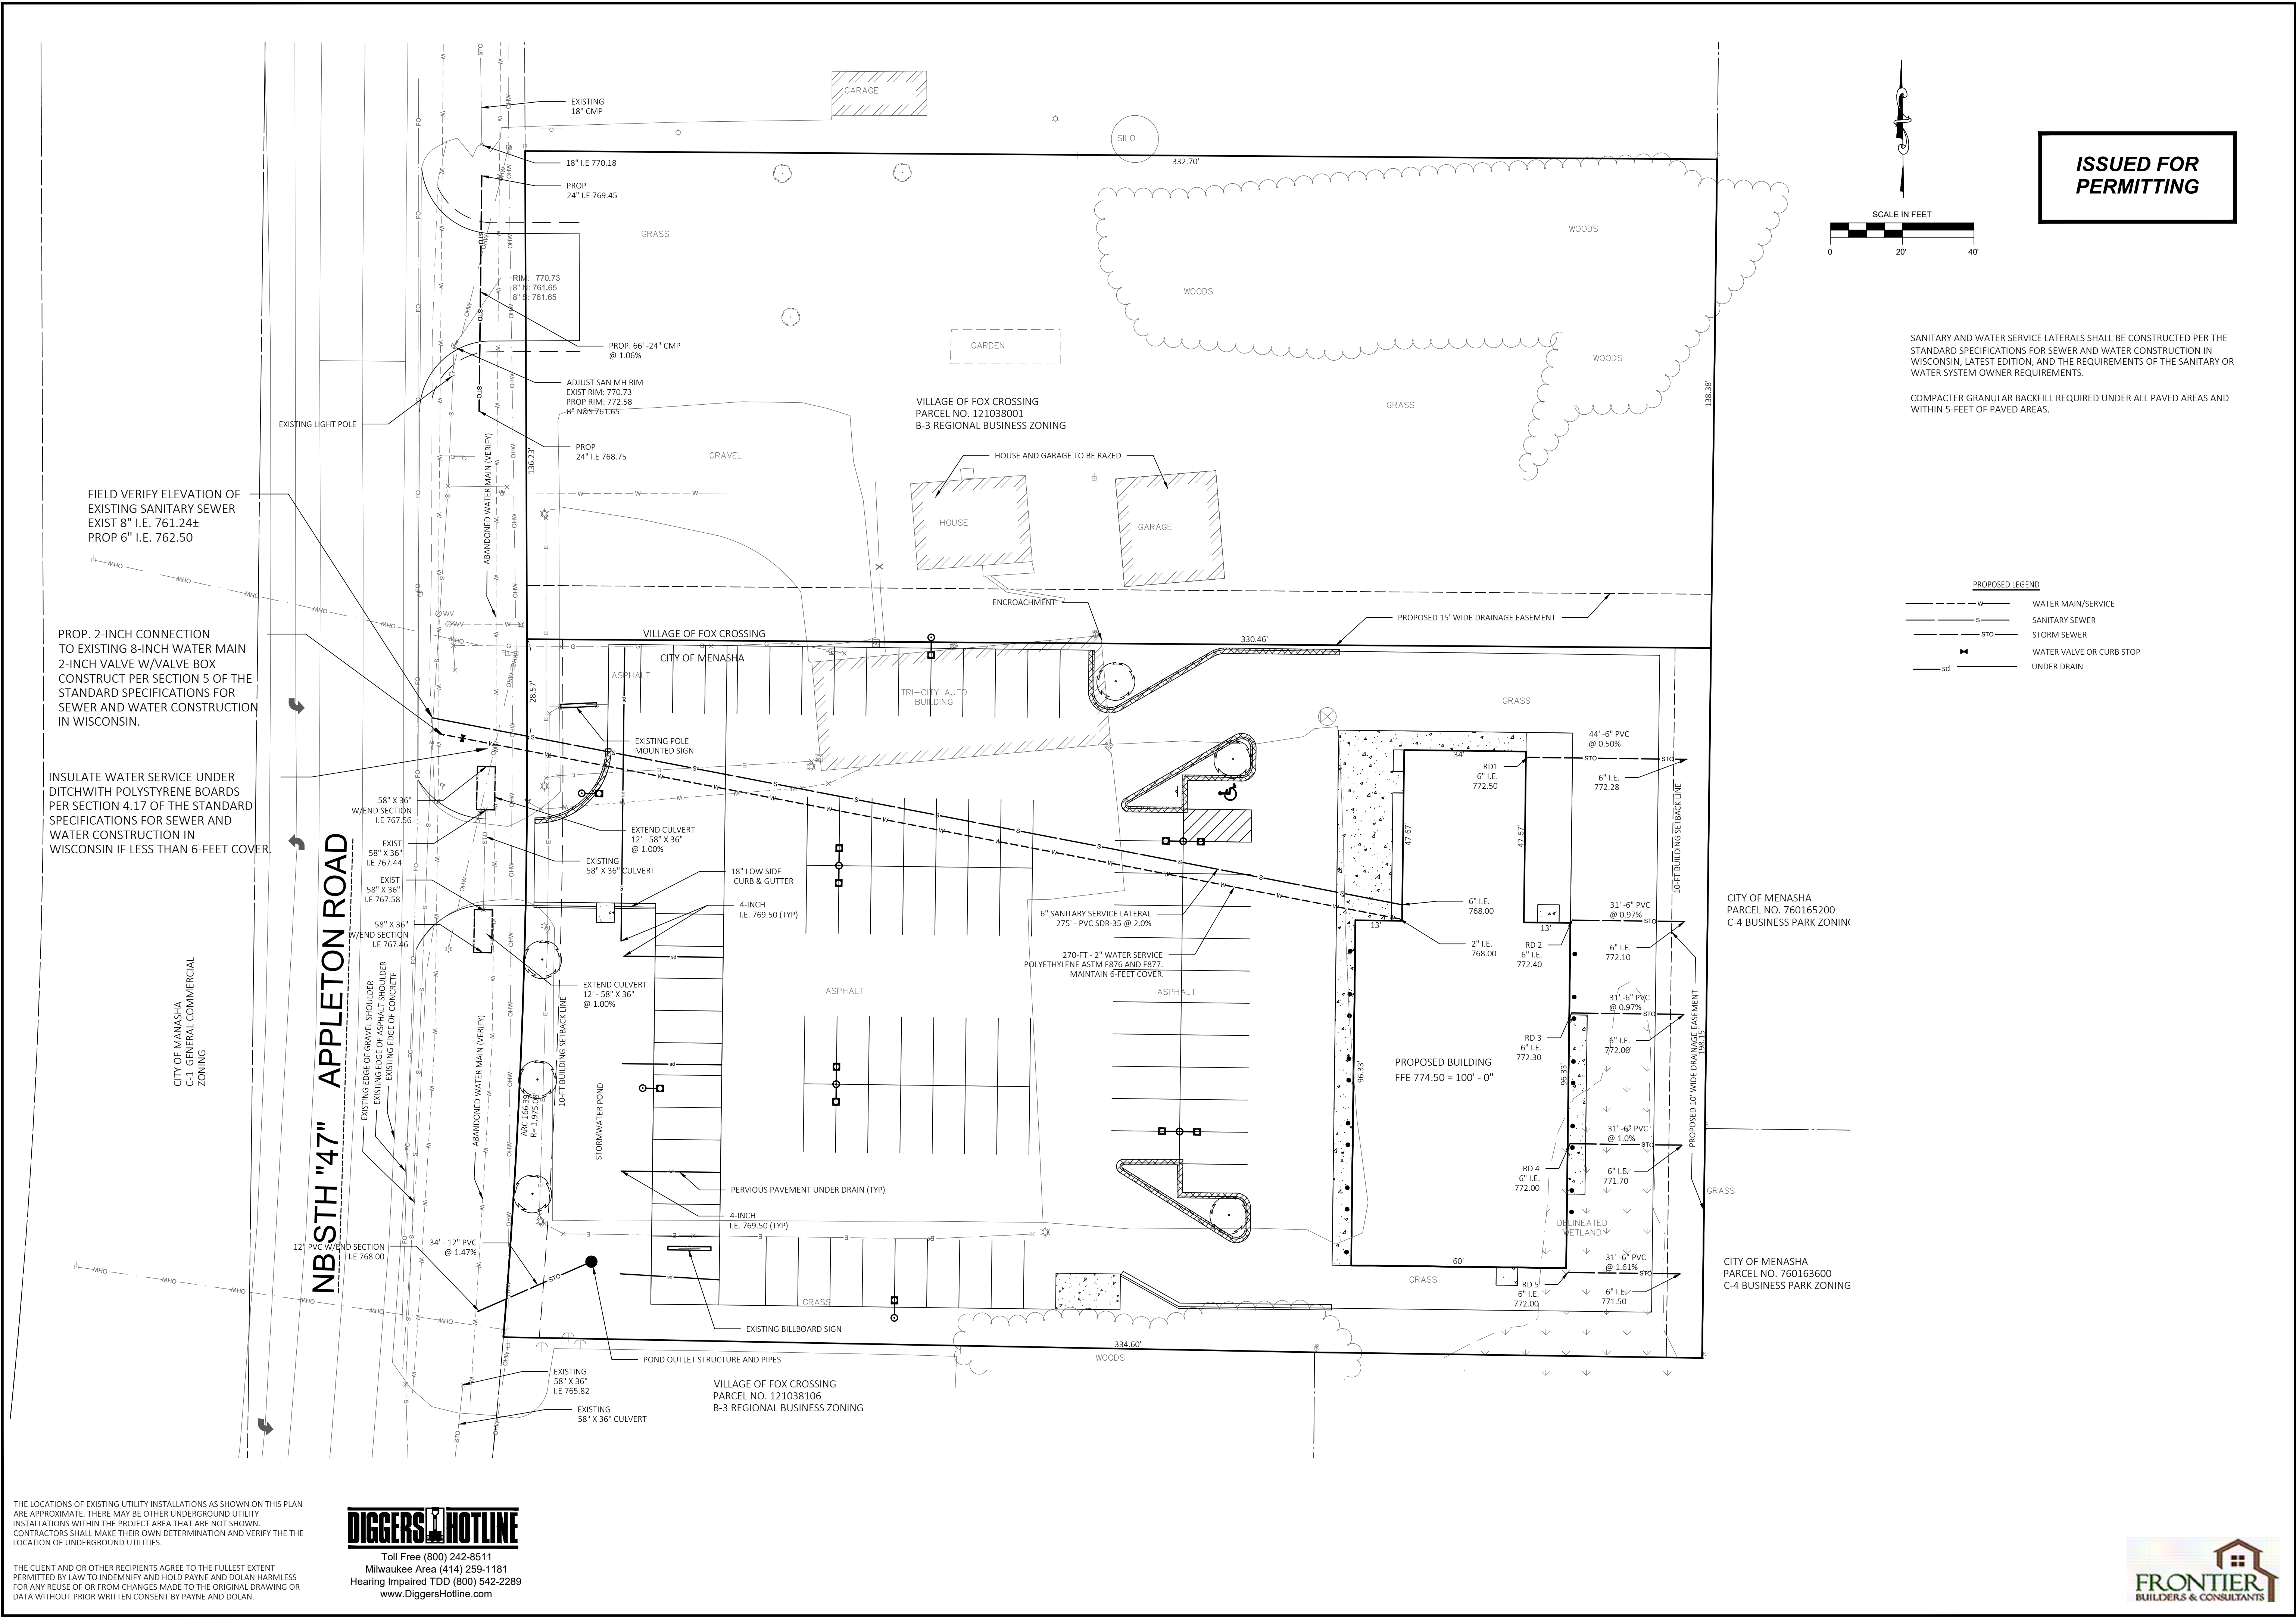 EXISTING
18" CMP
GARAGE
SILO
18" I.E 770.18
PROP
24" I.E 769.45
332.70'
GRASS
WOODS
WOODS
WOODS
RIM: 770.73
8" N: 761.65
8" S: 761.65
PROP. 66' -24" CMP
@ 1.06%
GARDEN
ADJUST SAN MH RIM
EXIST RIM: 770.73
PROP RIM: 772.58
8" N&S 761.65
EXISTING LIGHT POLE
138.38'
GRASS
VILLAGE OF FOX CROSSING
PARCEL NO. 121038001
B-3 REGIONAL BUSINESS ZONING
PROP
24" I.E 768.75
136.23'
GRAVEL
HOUSE AND GARAGE TO BE RAZED
HOUSE
GARAGE
ABANDONED WATER MAIN (VERIFY)
FIELD VERIFY ELEVATION OF
EXISTING SANITARY SEWER
EXIST 8" I.E. 761.24±
PROP 6" I.E. 762.50
PROP. 2-INCH CONNECTION
TO EXISTING 8-INCH WATER MAIN
2-INCH VALVE W/VALVE BOX
CONSTRUCT PER SECTION 5 OF THE
STANDARD SPECIFICATIONS FOR
SEWER AND WATER CONSTRUCTION
IN WISCONSIN.
INSULATE WATER SERVICE UNDER
DITCHWITH POLYSTYRENE BOARDS
PER SECTION 4.17 OF THE STANDARD
SPECIFICATIONS FOR SEWER AND
WATER CONSTRUCTION IN
WISCONSIN IF LESS THAN 6-FEET COVER.
ENCROACHMENT
PROPOSED 15' WIDE DRAINAGE EASEMENT
VILLAGE OF FOX CROSSING
330.46'
CITY OF MENASHA
ASPHALT
28.57'
TRI-CITY AUTO
BUILDING
GRASS
EXISTING POLE
MOUNTED SIGN
44' -6" PVC
@ 0.50%
34'
RD1
6" I.E.
772.50
6" I.E.
772.28
10-FT BUILDING SETBACK LINE
58" X 36"
W/END SECTION
I.E 767.56
EXIST
58" X 36"
I.E 767.44
EXTEND CULVERT
12' - 58" X 36"
@ 1.00%
EXISTING
58" X 36" CULVERT
47.67'
47.67'
EXIST
58" X 36"
I.E 767.58
58" X 36"
W/END SECTION
I.E 767.46
18" LOW SIDE
CURB & GUTTER
4-INCH
I.E. 769.50 (TYP)
6" SANITARY SERVICE LATERAL
275' - PVC SDR-35 @ 2.0%
270-FT - 2" WATER SERVICE
POLYETHYLENE ASTM F876 AND F877.
MAINTAIN 6-FEET COVER.
6" I.E.
768.00
13'
13'
2" I.E.
768.00
31' -6" PVC
@ 0.97%
RD 2
6" I.E.
772.40
6" I.E.
772.10
CITY OF MENASHA
PARCEL NO. 760165200
C-4 BUSINESS PARK ZONING
EXTEND CULVERT
12' - 58" X 36"
@ 1.00%
ASPHALT
ASPHALT
31' -6" PVC
@ 0.97%
RD 3
6" I.E.
772.30
6" I.E.
772.00
198.15'
PROPOSED 10' WIDE DRAINAGE EASEMENT
PROPOSED BUILDING
FFE 774.50 = 100' - 0"
96.33'
96.33'
CITY OF MANASHA
C-1 GENERAL COMMERCIAL
ZONING
NBSTH "47" APPLETON ROAD
EXISTING EDGE OF GRAVEL SHOULDER
EXISTING EDGE OF ASPHALT SHOULDER
EXISTING EDGE OF CONCRETE
ABANDONED WATER MAIN (VERIFY)
10-FT BUILDING SETBACK LINE
STORMWATER POND
31' -6" PVC
@ 1.0%
RD 4
6" I.E.
772.00
6" I.E.
771.70
GRASS
PERVIOUS PAVEMENT UNDER DRAIN (TYP)
4-INCH
I.E. 769.50 (TYP)
DELINEATED
WETLAND
12" PVC W/END SECTION
I.E 768.00
34' - 12" PVC
@ 1.47%
60'
GRASS
31' -6" PVC
@ 1.61%
RD 5
6" I.E.
772.00
6" I.E.
771.50
CITY OF MENASHA
PARCEL NO. 760163600
C-4 BUSINESS PARK ZONING
GRASS
EXISTING BILLBOARD SIGN
334.60'
WOODS
POND OUTLET STRUCTURE AND PIPES
EXISTING
58" X 36"
I.E 765.82
EXISTING
58" X 36" CULVERT
VILLAGE OF FOX CROSSING
PARCEL NO. 121038106
B-3 REGIONAL BUSINESS ZONING
SCALE IN FEET
0 20' 40'
ISSUED FOR
PERMITTING
SANITARY AND WATER SERVICE LATERALS SHALL BE CONSTRUCTED PER THE
STANDARD SPECIFICATIONS FOR SEWER AND WATER CONSTRUCTION IN
WISCONSIN, LATEST EDITION, AND THE REQUIREMENTS OF THE SANITARY OR
WATER SYSTEM OWNER REQUIREMENTS.
COMPACTER GRANULAR BACKFILL REQUIRED UNDER ALL PAVED AREAS AND
WITHIN 5-FEET OF PAVED AREAS.
PROPOSED LEGEND
W WATER MAIN/SERVICE
S SANITARY SEWER
STO STORM SEWER
WATER VALVE OR CURB STOP
sd UNDER DRAIN
THE LOCATIONS OF EXISTING UTILITY INSTALLATIONS AS SHOWN ON THIS PLAN
ARE APPROXIMATE. THERE MAY BE OTHER UNDERGROUND UTILITY
INSTALLATIONS WITHIN THE PROJECT AREA THAT ARE NOT SHOWN.
CONTRACTORS SHALL MAKE THEIR OWN DETERMINATION AND VERIFY THE THE
LOCATION OF UNDERGROUND UTILITIES.
THE CLIENT AND OR OTHER RECIPIENTS AGREE TO THE FULLEST EXTENT
PERMITTED BY LAW TO INDEMNIFY AND HOLD PAYNE AND DOLAN HARMLESS
FOR ANY REUSE OF OR FROM CHANGES MADE TO THE ORIGINAL DRAWING OR
DATA WITHOUT PRIOR WRITTEN CONSENT BY PAYNE AND DOLAN.
DIGGERS HOTLINE
Toll Free (800) 242-8511
Milwaukee Area (414) 259-1181
Hearing Impaired TDD (800) 542-2289
www.DiggersHotline.com
FRONTIER
BUILDERS & CONSULTANTS